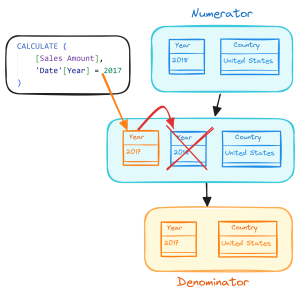 Numerator
CALCULATE (
[Sales Amount],
'Date'[Year] = 2017
)
Year
Country
2018
United States
Year
Year
Country
2017
United States
Year
Country
2017
United States
Denominator